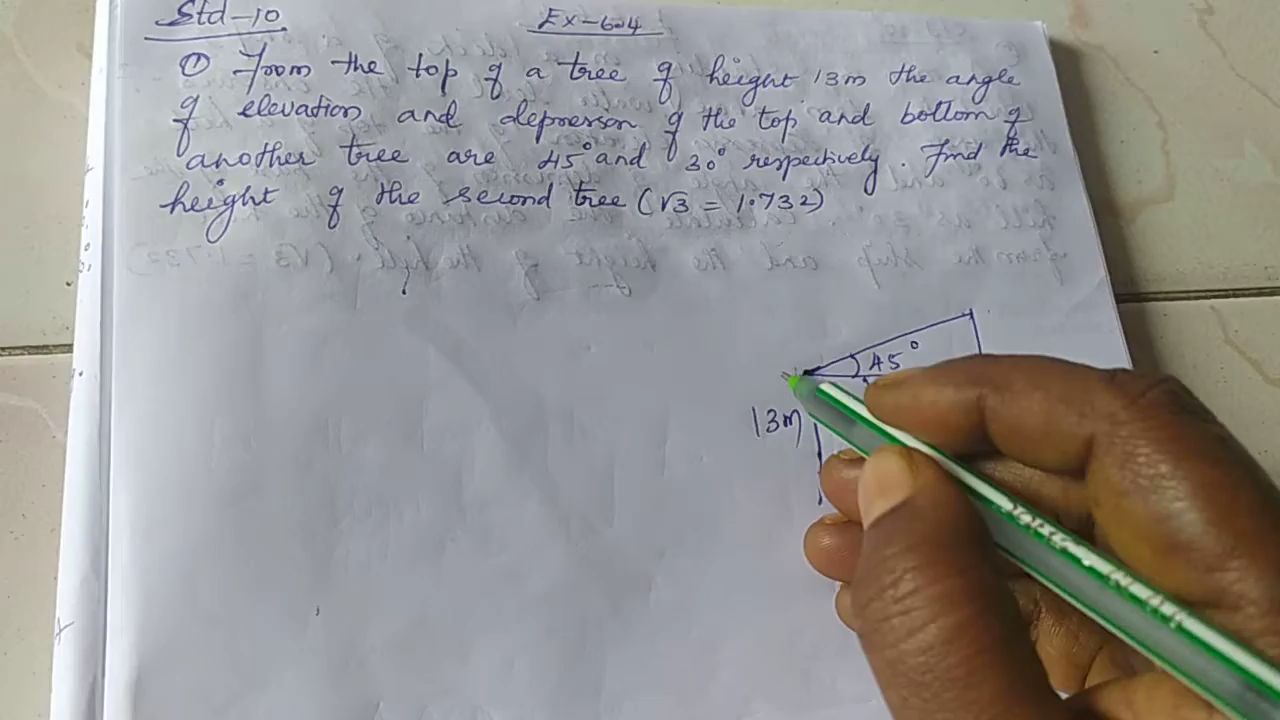 Std-10
Ex-6.4
① From the top of a tree of height 13m the angle
of elevation and depression of the top and bottom of
another tree are 45° and 30° respectively. Find the
height of the second tree (√3 = 1.732)
45°
13m